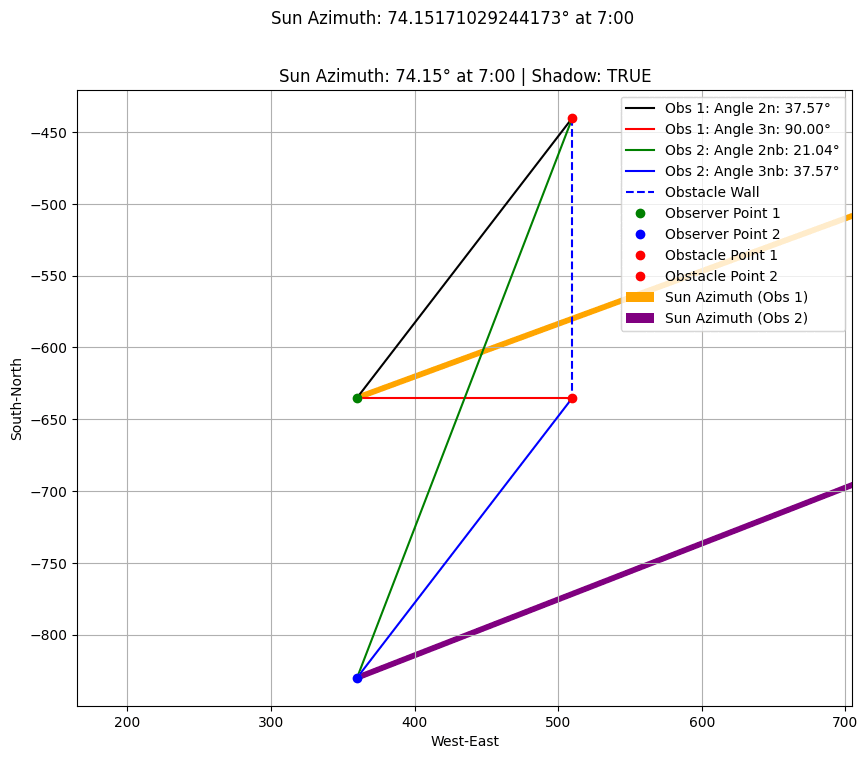 Sun Azimuth: 74.15171029244173° at 7:00
Sun Azimuth: 74.15° at 7:00 | Shadow: TRUE
Obs 1: Angle 2n: 37.57°
Obs 1: Angle 3n: 90.00°
Obs 2: Angle 2nb: 21.04°
Obs 2: Angle 3nb: 37.57°
Obstacle Wall
Observer Point 1
Observer Point 2
Obstacle Point 1
Obstacle Point 2
Sun Azimuth (Obs 1)
Sun Azimuth (Obs 2)
South-North
−450
−500
−550
−600
−650
−700
−750
−800
200
300
400
500
600
700
West-East